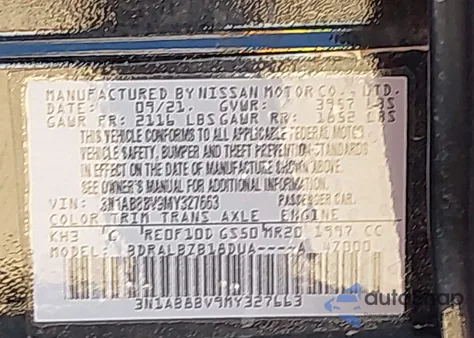 MANUFACTURED BY NISSAN MOTOR CO., LTD.
DATE: 09/21. GVWR: 3957 LBS
GAWR FR: 2116 LBS GAWR RR: 1852 LBS
THIS VEHICLE CONFORMS TO ALL APPLICABLE FEDERAL MOTOR
VEHICLE SAFETY, BUMPER AND THEFT PREVENTION STANDARDS
IN EFFECT ON THE DATE OF MANUFACTURE SHOWN ABOVE.
SEE OWNER'S MANUAL FOR ADDITIONAL INFORMATION.
VIN: 3N1AB8BV9MY327663 PASSENGER CAR.
COLOR TRIM TRANS AXLE ENGINE
KH3 G RE0F10D GS50 MR20 1997 CC
MODEL: BDRALBZB18DUA----A 47000
3N1AB8BV9MY327663
autosnap